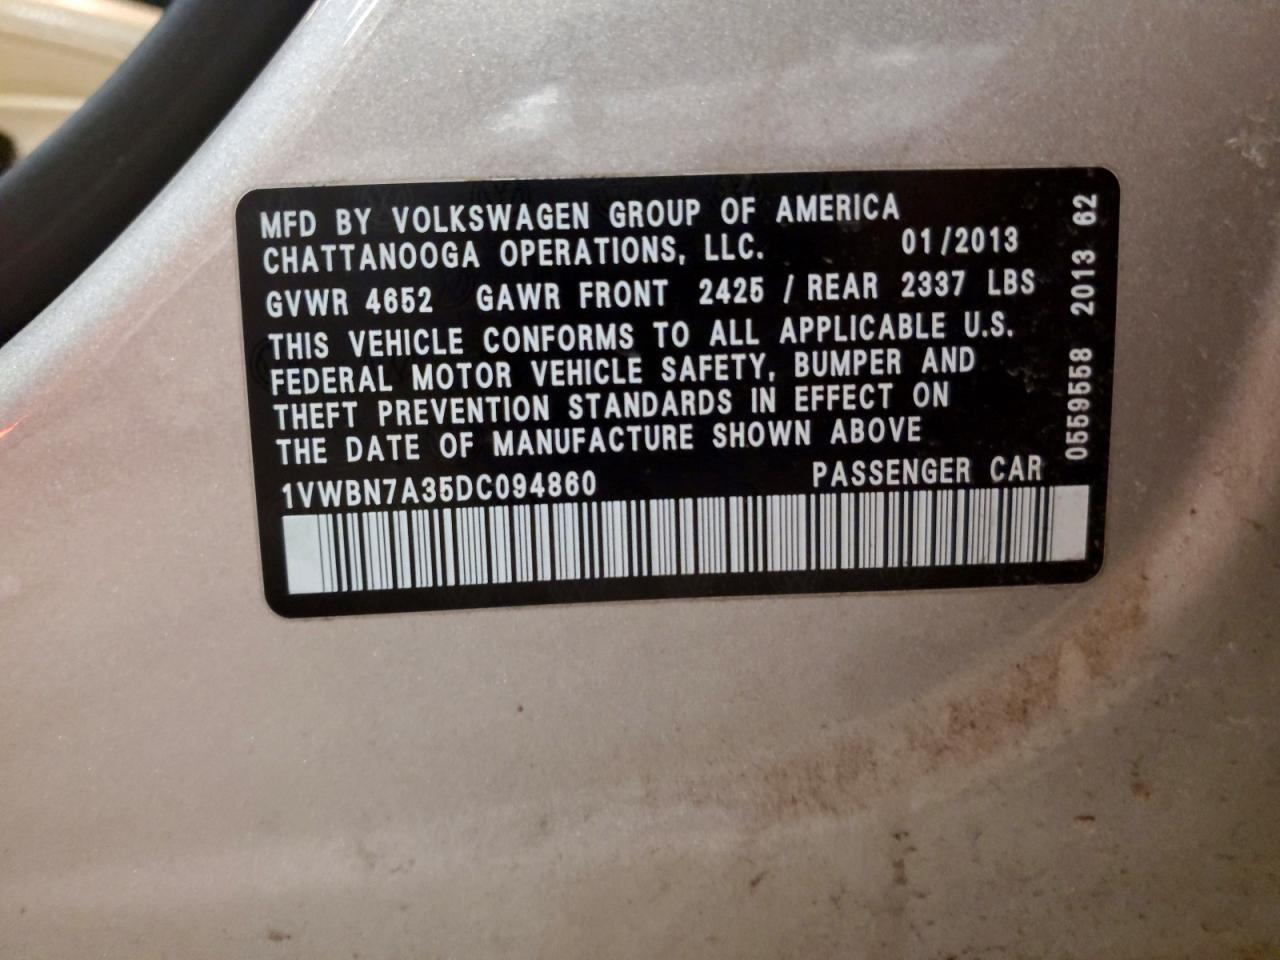 MFD BY VOLKSWAGEN GROUP OF AMERICA
CHATTANOOGA OPERATIONS, LLC. 01/2013
GVWR 4652 GAWR FRONT 2425 / REAR 2337 LBS
THIS VEHICLE CONFORMS TO ALL APPLICABLE U.S.
FEDERAL MOTOR VEHICLE SAFETY, BUMPER AND
THEFT PREVENTION STANDARDS IN EFFECT ON
THE DATE OF MANUFACTURE SHOWN ABOVE
1VWBN7A35DC094860 PASSENGER CAR
0559558 2013 62